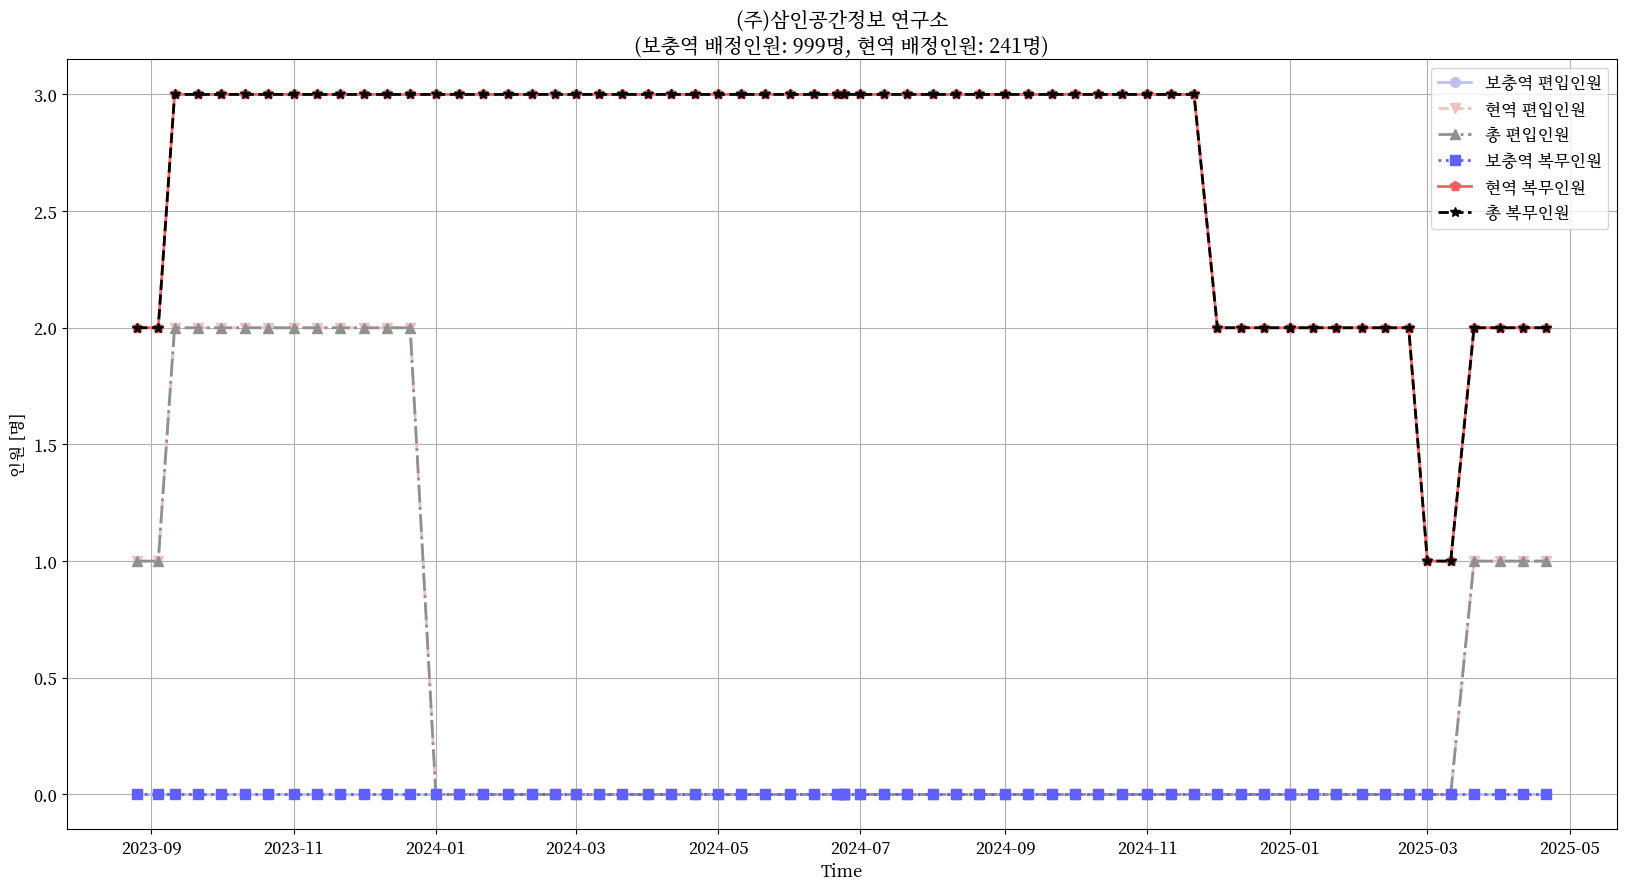 (주)삼인공간정보 연구소
(보충역 배정인원: 999명, 현역 배정인원: 241명)
보충역 편입인원
현역 편입인원
총 편입인원
보충역 복무인원
현역 복무인원
총 복무인원
3.0
2.5
2.0
1.5
1.0
0.5
0.0
인원 [명]
2023-09 2023-11 2024-01 2024-03 2024-05 2024-07 2024-09 2024-11 2025-01 2025-03 2025-05
Time